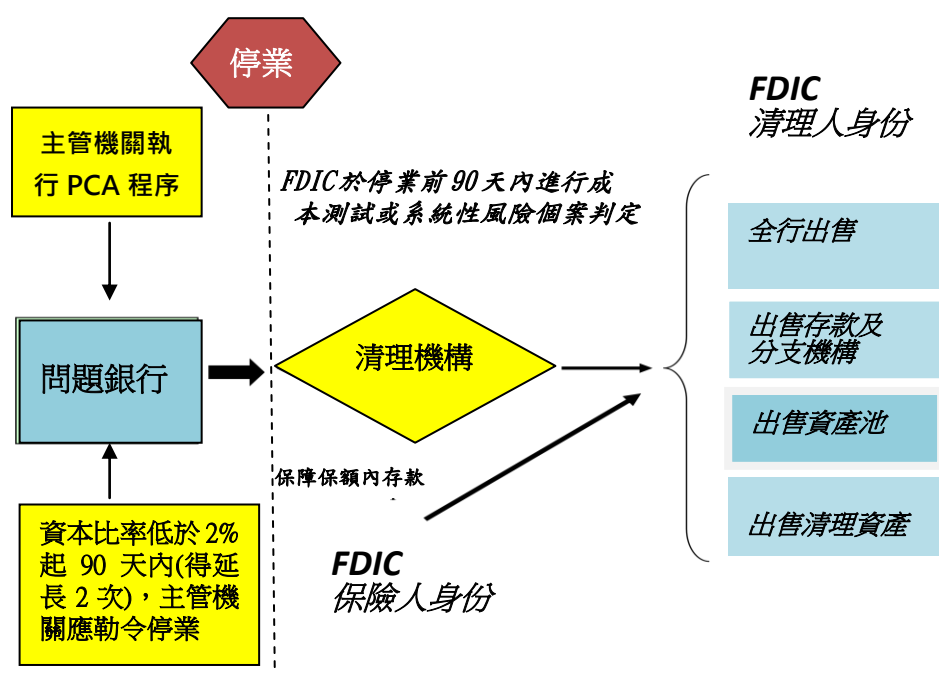 停業
主管機關執
行 PCA 程序
FDIC於停業前90天內進行成
本測試或系統性風險個案判定
FDIC
清理人身份
全行出售
出售存款及
分支機構
出售資產池
出售清理資產
問題銀行
清理機構
保障保額內存款
資本比率低於2%
起 90 天內(得延
長 2 次)，主管機
關應勒令停業
FDIC
保險人身份